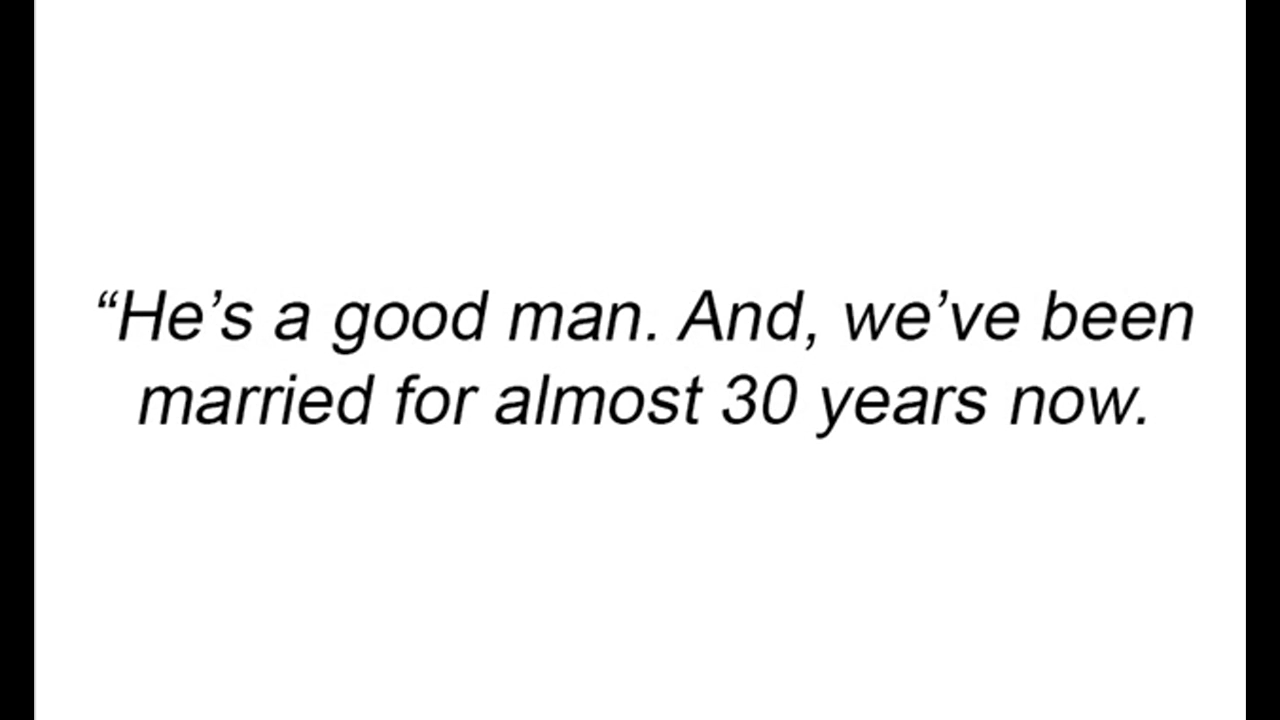 “He’s a good man. And, we’ve been
married for almost 30 years now.